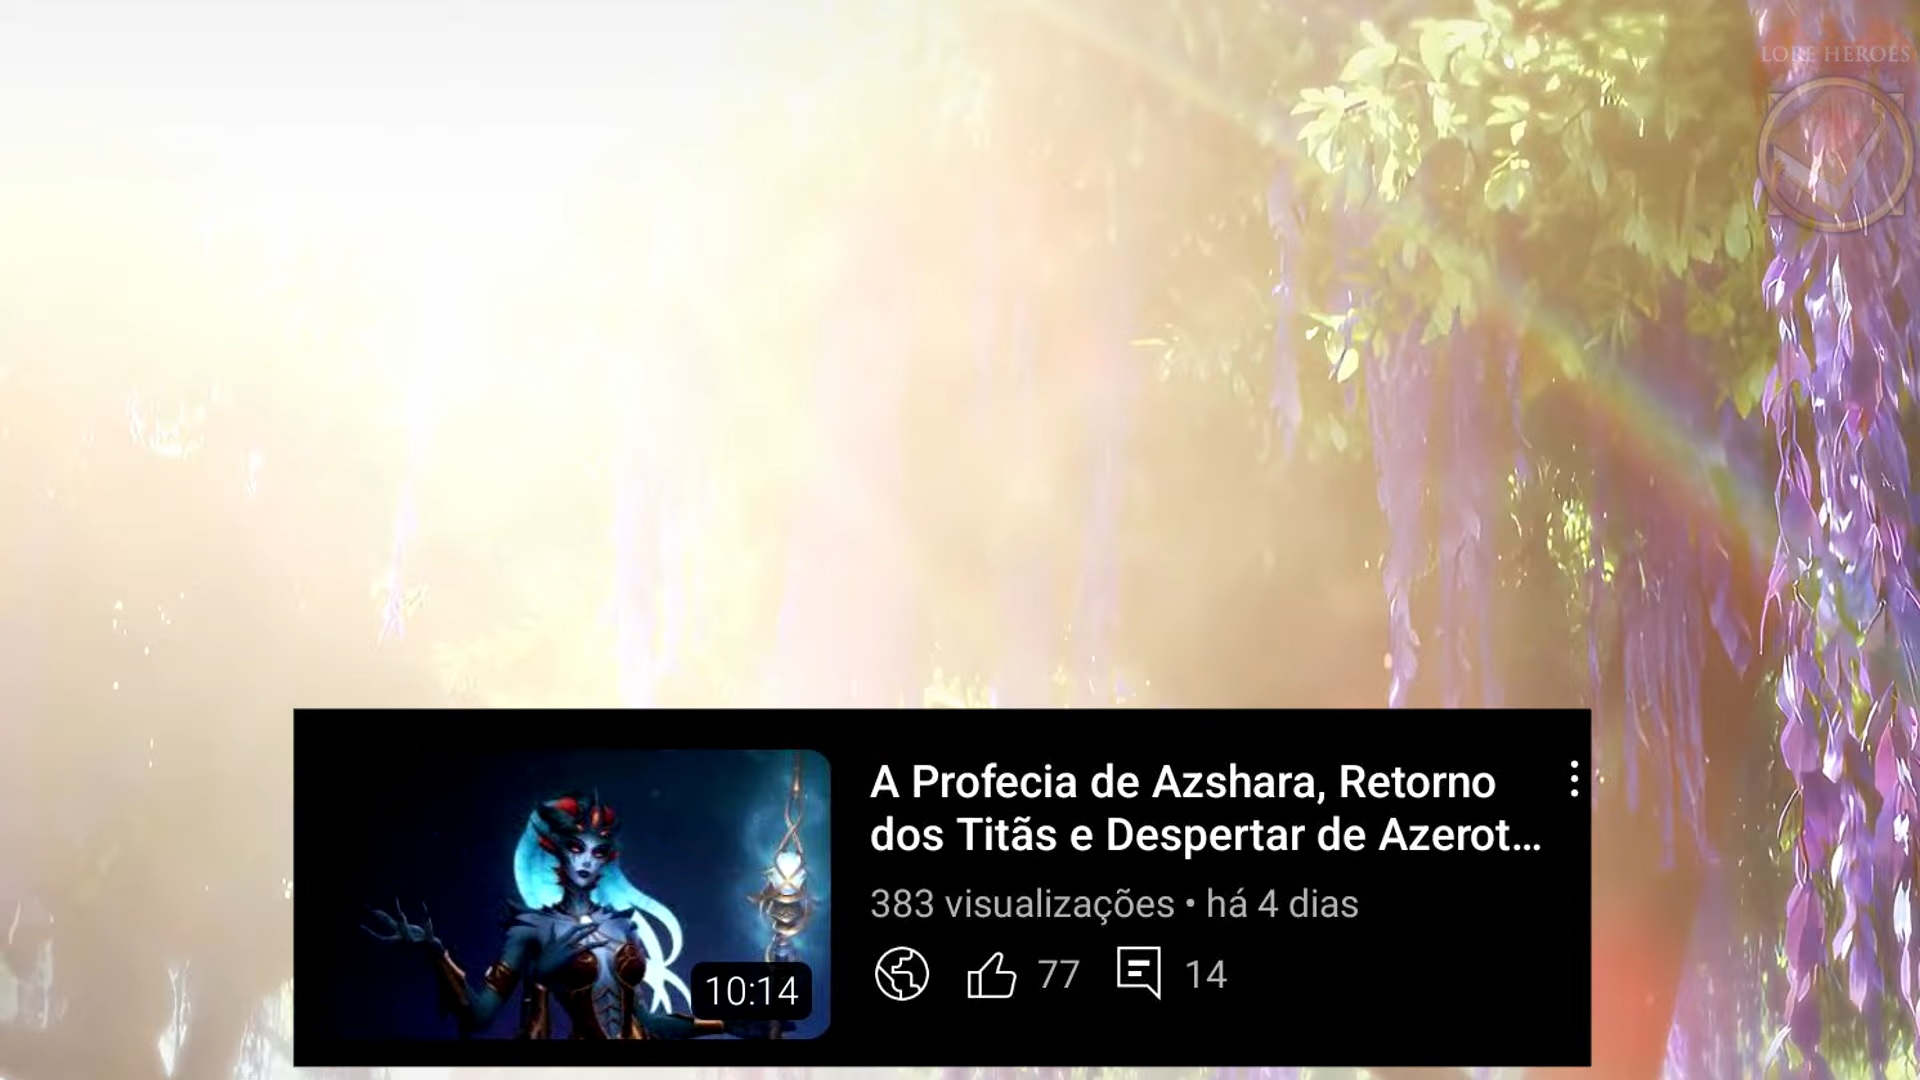 LORE HEROES
A Profecia de Azshara, Retorno
dos Titãs e Despertar de Azerot...
383 visualizações • há 4 dias
77 14
10:14